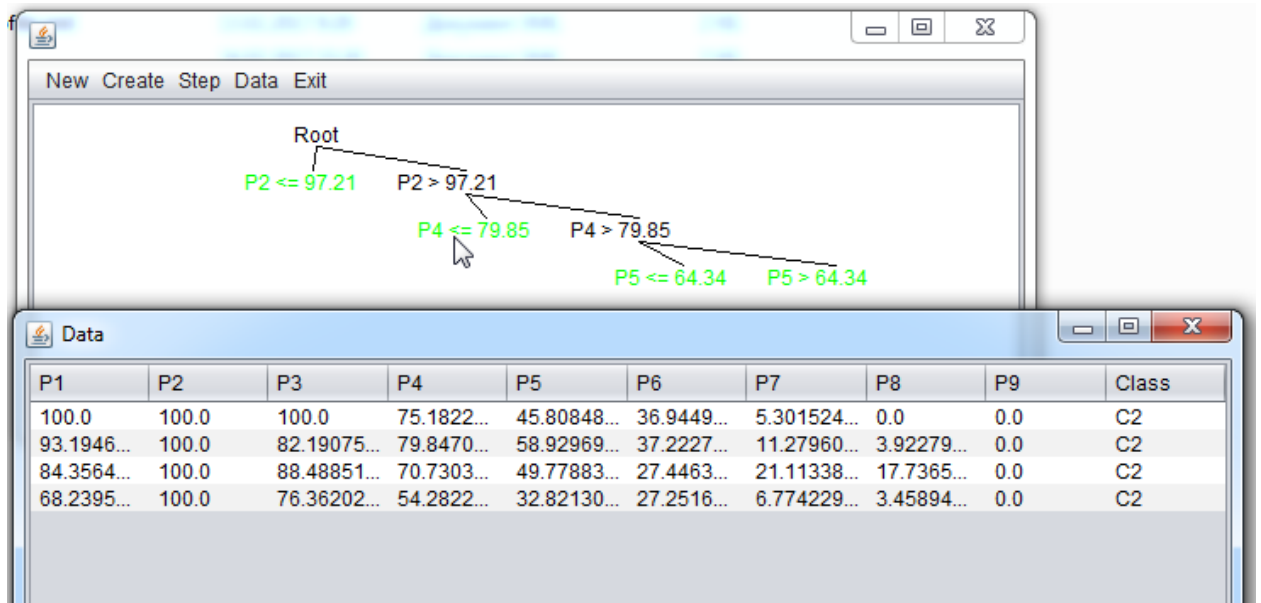 New Create Step Data Exit
Root
P2 <= 97.21 P2 > 97.21
P4 <= 79.85 P4 > 79.85
P5 <= 64.34 P5 > 64.34
Data
P1 P2 P3 P4 P5 P6 P7 P8 P9 Class
100.0 100.0 100.0 75.1822... 45.80848... 36.9449... 5.301524... 0.0 0.0 C2
93.1946... 100.0 82.19075... 79.8470... 58.92969... 37.2227... 11.27960... 3.92279... 0.0 C2
84.3564... 100.0 88.48851... 70.7303... 49.77883... 27.4463... 21.11338... 17.7365... 0.0 C2
68.2395... 100.0 76.36202... 54.2822... 32.82130... 27.2516... 6.774229... 3.45894... 0.0 C2